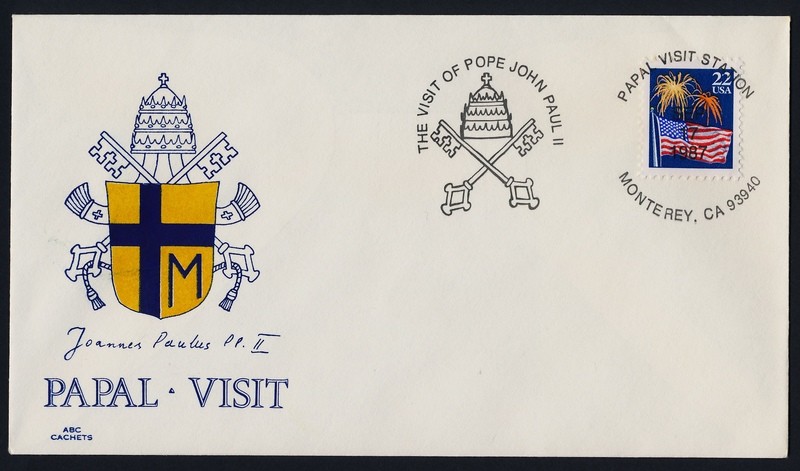 THE VISIT OF POPE JOHN PAUL II
PAPAL VISIT STATION
22
USA
17
1987
MONTEREY, CA 93940
M
Joannes Paulus PP. II
PAPAL · VISIT
ABC
CACHETS